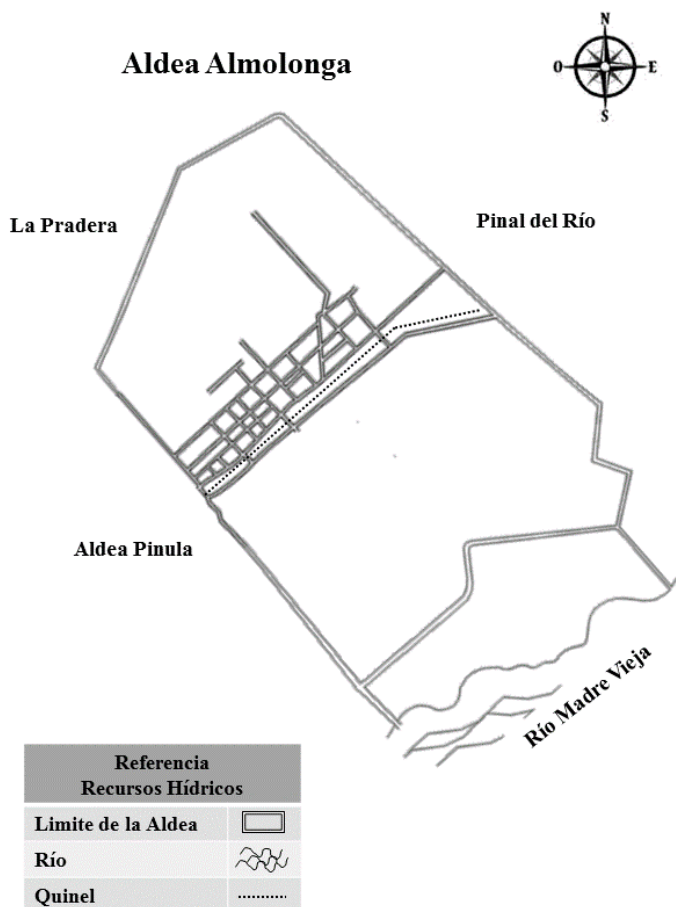 Aldea Almolonga
N
O
E
S
La Pradera
Pinal del Río
Aldea Pinula
Río Madre Vieja
Referencia
Recursos Hídricos
Limite de la Aldea
Río
Quinel